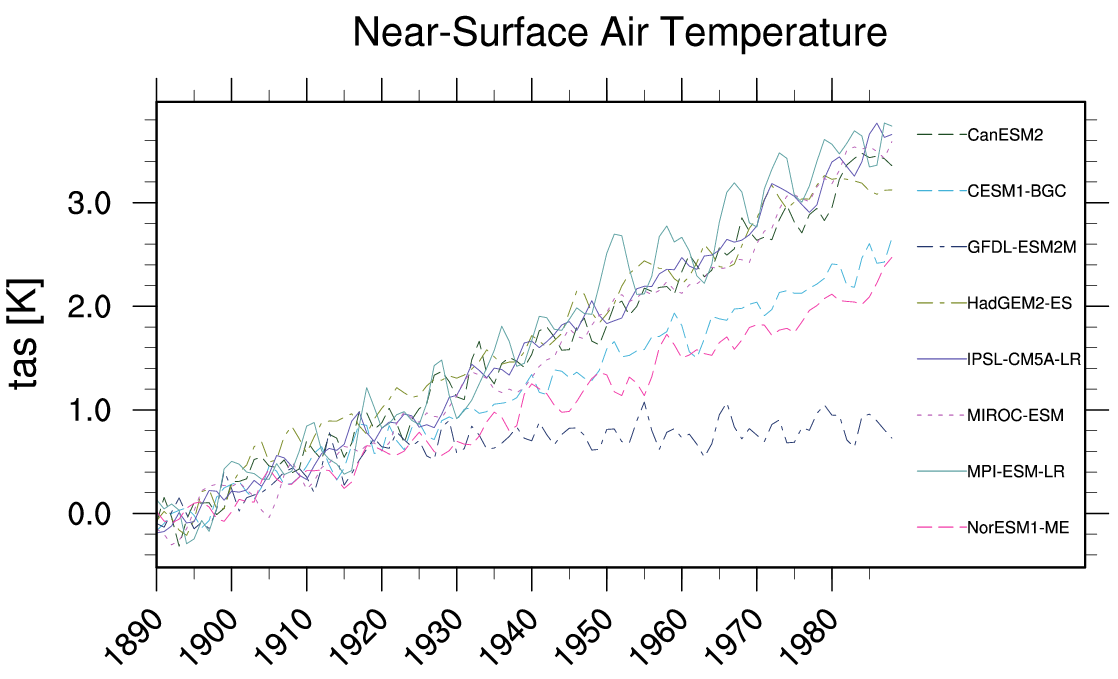 Near-Surface Air Temperature
tas [K]
3.0
2.0
1.0
0.0
1890
1900
1910
1920
1930
1940
1950
1960
1970
1980
CanESM2
CESM1-BGC
GFDL-ESM2M
HadGEM2-ES
IPSL-CM5A-LR
MIROC-ESM
MPI-ESM-LR
NorESM1-ME